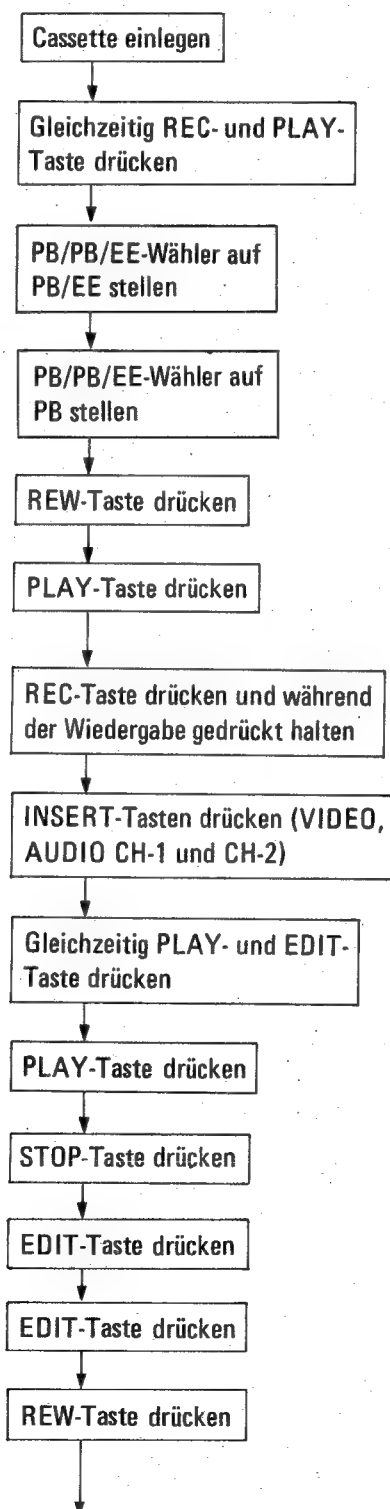 Cassette einlegen
Gleichzeitig REC- und PLAY-
Taste drücken
PB/PB/EE-Wähler auf
PB/EE stellen
PB/PB/EE-Wähler auf
PB stellen
REW-Taste drücken
PLAY-Taste drücken
REC-Taste drücken und während
der Wiedergabe gedrückt halten
INSERT-Tasten drücken (VIDEO,
AUDIO CH-1 und CH-2)
Gleichzeitig PLAY- und EDIT-
Taste drücken
PLAY-Taste drücken
STOP-Taste drücken
EDIT-Taste drücken
EDIT-Taste drücken
REW-Taste drücken